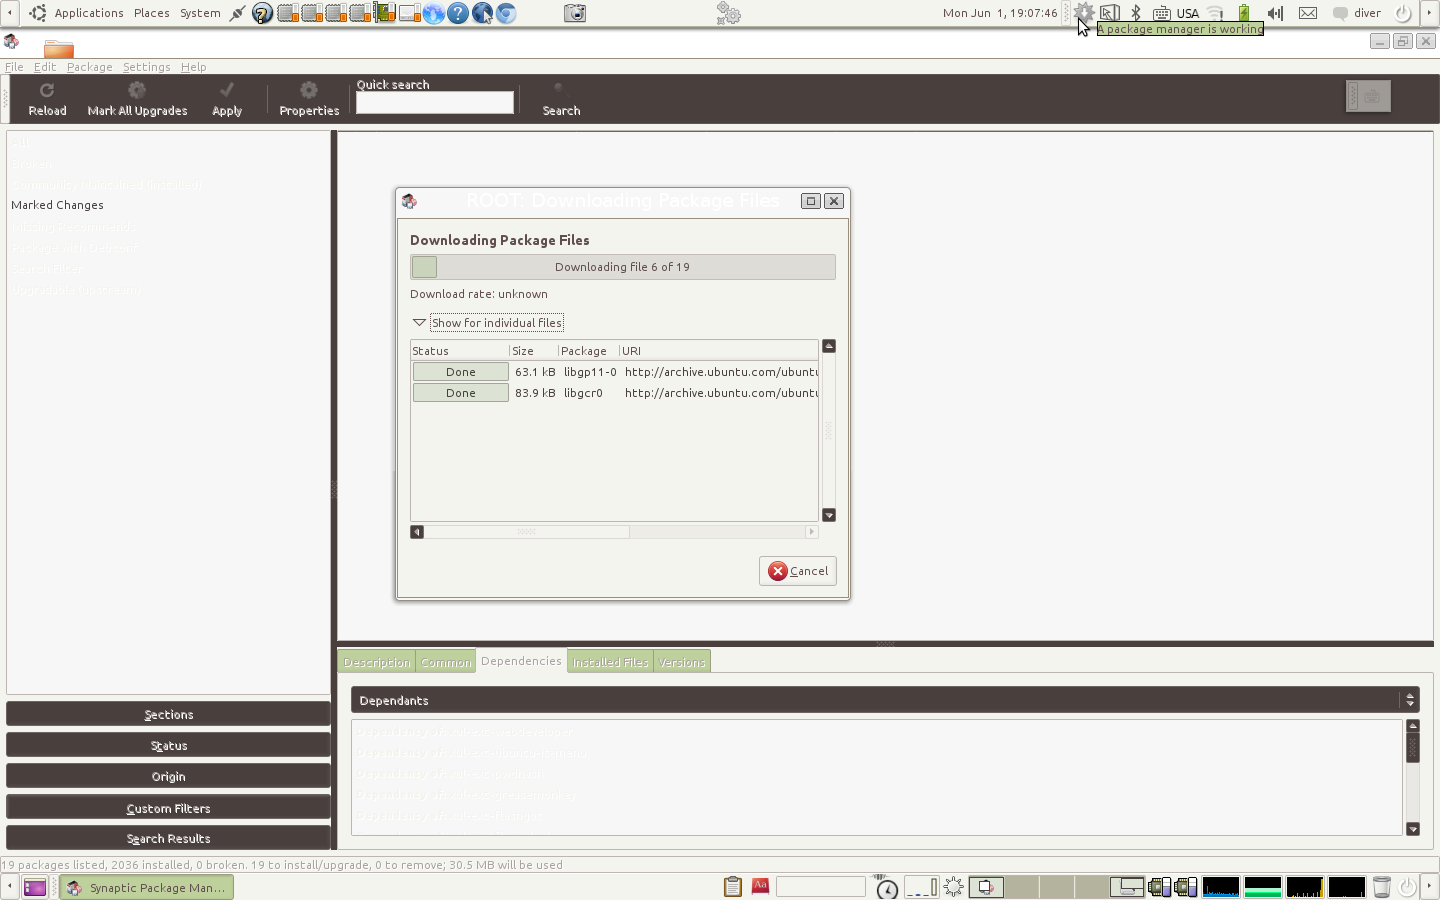 Applications Places System
Mon Jun 1, 19:07:46
USA
diver
A package manager is working
File Edit Package Settings Help
Quick search
Reload Mark All Upgrades Apply Properties Search
Marked Changes
ROOT: Downloading Package Files
Downloading Package Files
Downloading file 6 of 19
Download rate: unknown
Show for individual files
Status Size Package URI
Done 63.1 kB libgp11-0 http://archive.ubuntu.com/ubuntu
Done 83.9 kB libgcr0 http://archive.ubuntu.com/ubuntu
Cancel
Description Common Dependencies Installed Files Versions
Dependants
Sections
Status
Origin
Custom Filters
Search Results
19 packages listed, 2036 installed, 0 broken. 19 to install/upgrade, 0 to remove; 30.5 MB will be used
Synaptic Package Man...
Aa